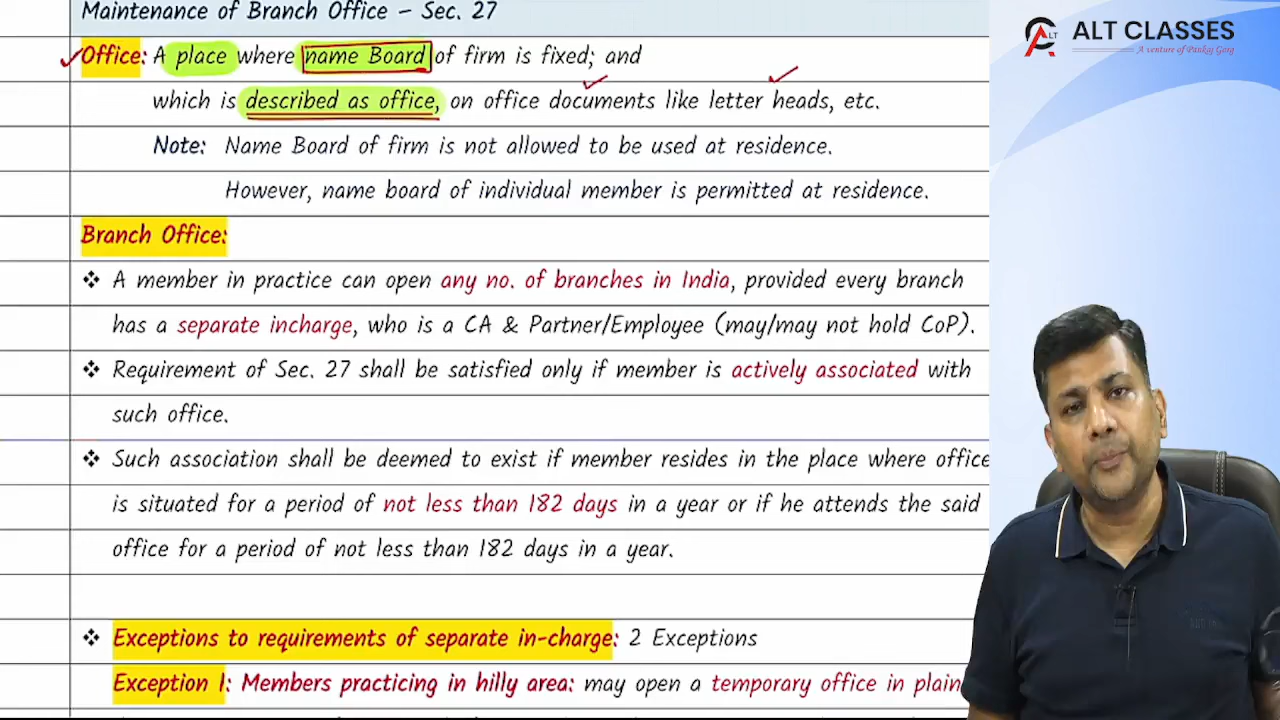 Maintenance of Branch Office – Sec. 27
Office: A place where name Board of firm is fixed; and
which is described as office, on office documents like letter heads, etc.
Note: Name Board of firm is not allowed to be used at residence.
However, name board of individual member is permitted at residence.
Branch Office:
❖ A member in practice can open any no. of branches in India, provided every branch
has a separate incharge, who is a CA & Partner/Employee (may/may not hold CoP).
❖ Requirement of Sec. 27 shall be satisfied only if member is actively associated with
such office.
❖ Such association shall be deemed to exist if member resides in the place where office
is situated for a period of not less than 182 days in a year or if he attends the said
office for a period of not less than 182 days in a year.
❖ Exceptions to requirements of separate in-charge: 2 Exceptions
Exception 1: Members practicing in hilly area: may open a temporary office in plain
CA LT
ALT CLASSES
A venture of Pankaj Garg